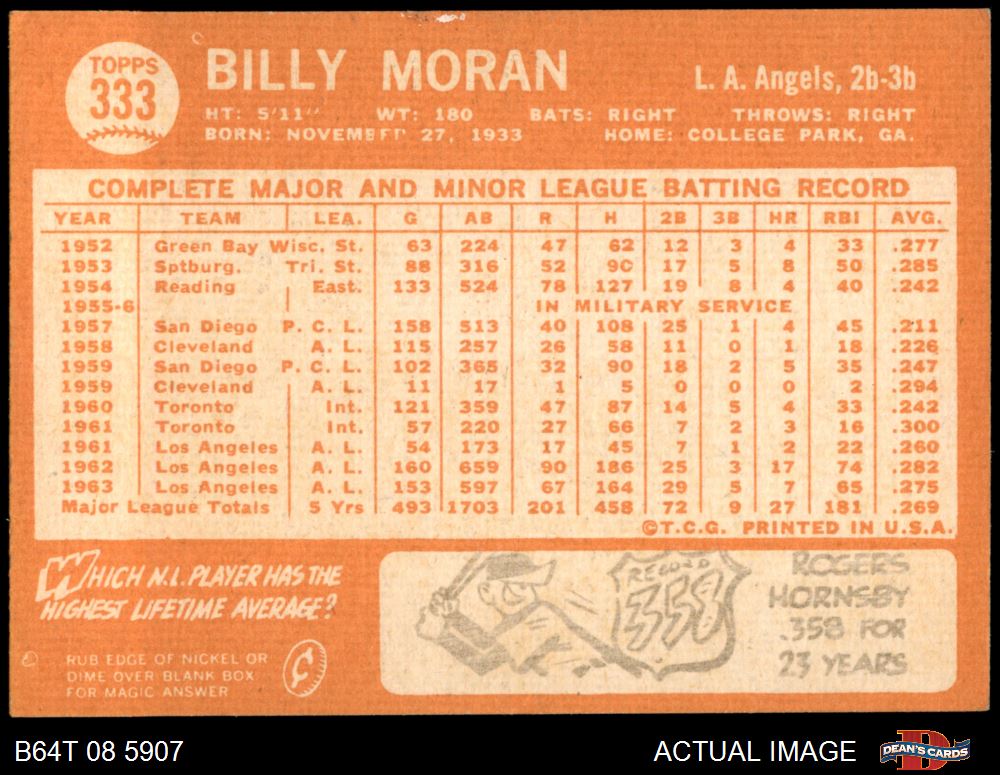 TOPPS
333
BILLY MORAN
L. A. Angels, 2b-3b
HT: 5'11" WT: 180 BATS: RIGHT THROWS: RIGHT
BORN: NOVEMBER 27, 1933 HOME: COLLEGE PARK, GA.
COMPLETE MAJOR AND MINOR LEAGUE BATTING RECORD
YEAR TEAM LEA. G AB R H 2B 3B HR RBI AVG.
1952 Green Bay Wisc. St. 63 224 47 62 12 3 4 33 .277
1953 Sptburg. Tri. St. 88 316 52 90 17 5 8 50 .285
1954 Reading East. 133 524 78 127 19 8 4 40 .242
1955-6 IN MILITARY SERVICE
1957 San Diego P. C. L. 158 513 40 108 25 1 4 45 .211
1958 Cleveland A. L. 115 257 26 58 11 0 1 18 .226
1959 San Diego P. C. L. 102 365 32 90 18 2 5 35 .247
1959 Cleveland A. L. 11 17 1 5 0 0 0 2 .294
1960 Toronto Int. 121 359 47 87 14 5 4 33 .242
1961 Toronto Int. 57 220 27 66 7 2 3 16 .300
1961 Los Angeles A. L. 54 173 17 45 7 1 2 22 .260
1962 Los Angeles A. L. 160 659 90 186 25 3 17 74 .282
1963 Los Angeles A. L. 153 597 67 164 29 5 7 65 .275
Major League Totals 5 Yrs 493 1703 201 458 72 9 27 181 .269
©T.C.G. PRINTED IN U.S.A.
WHICH N.L. PLAYER HAS THE
HIGHEST LIFETIME AVERAGE?
RUB EDGE OF NICKEL OR
DIME OVER BLANK BOX
FOR MAGIC ANSWER
¢
RECORD
358
ROGERS
HORNSBY
.358 FOR
23 YEARS
B64T 08 5907
ACTUAL IMAGE
D
DEAN'S CARDS